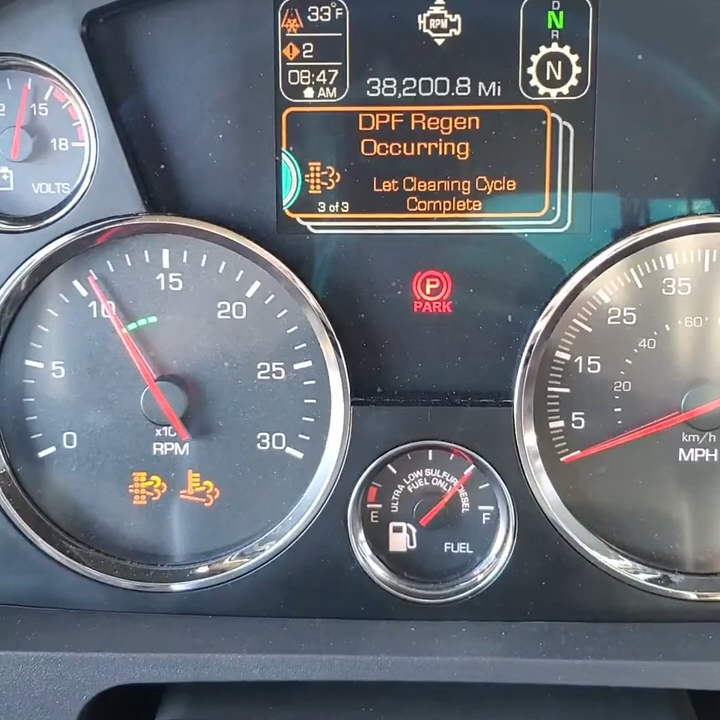 33°F
2
08:47
AM
RPM
38,200.8 Mi
D
N
R
N
DPF Regen
Occurring
Let Cleaning Cycle
Complete
3 of 3
15
18
VOLTS
P
PARK
0
5
10
15
20
25
30
RPM
ULTRA LOW SULFUR DIESEL
FUEL ONLY
E
F
FUEL
5
15
25
35
20
40
60
km/h
MPH